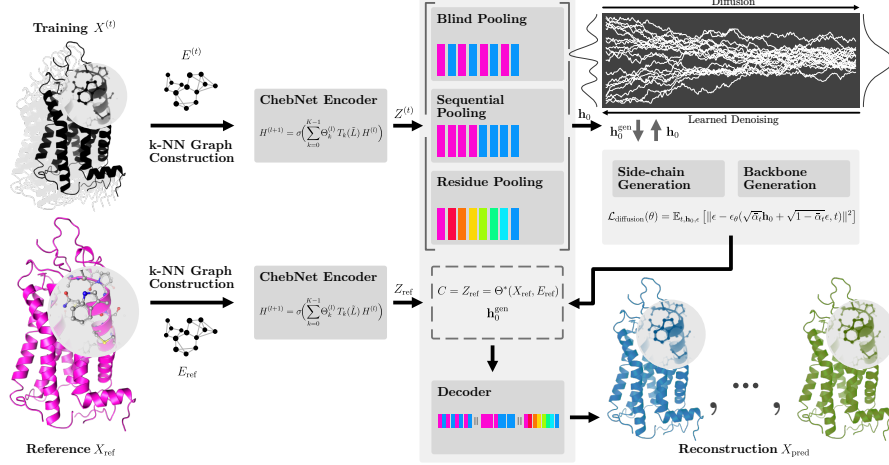 Training X^(t)
E^(t)
k-NN Graph
Construction
ChebNet Encoder
H^(l+1) = σ(∑_{k=0}^{K−1} Θ_k^(l) T_k(L̃) H^(l))
Z^(t)
Blind Pooling
Sequential
Pooling
Residue Pooling
h_0
Diffusion
Learned Denoising
h_0^gen
h_0
Side-chain
Generation
Backbone
Generation
ℒ_diffusion(θ) = 𝔼_{t,h_0,ϵ} [‖ϵ − ϵ_θ(√ᾱ_t h_0 + √(1 − ᾱ_t) ϵ, t)‖²]
k-NN Graph
Construction
E_ref
Reference X_ref
ChebNet Encoder
H^(l+1) = σ(∑_{k=0}^{K−1} Θ_k^(l) T_k(L̃) H^(l))
Z_ref
C = Z_ref = Θ*(X_ref, E_ref)
h_0^gen
Decoder
|| ||
, ... ,
Reconstruction X_pred